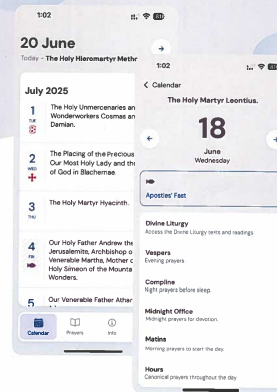 1:02
20 June
Today - The Holy Hieromartyr Methc
July 2025
1
TUE
The Holy Unmercenaries an
Wonderworkers Cosmas an
Damian.
2
WED
The Placing of the Precious
Our Most Holy Lady and the
of God in Blachernae.
3
THU
The Holy Martyr Hyacinth.
4
FRI
Our Holy Father Andrew the
Jerusalemite, Archbishop o
Venerable Martha, Mother o
Holy Simeon of the Mounta
Wonders.
5
Our Venerable Father Athar
Calendar
Prayers
Info
1:02
Calendar
The Holy Martyr Leontius.
18
June
Wednesday
Apostles' Fast
Divine Liturgy
Access the Divine Liturgy texts and readings
Vespers
Evening prayers
Compline
Night prayers before sleep.
Midnight Office
Midnight prayers for devotion.
Matins
Morning prayers to start the day.
Hours
Canonical prayers throughout the day